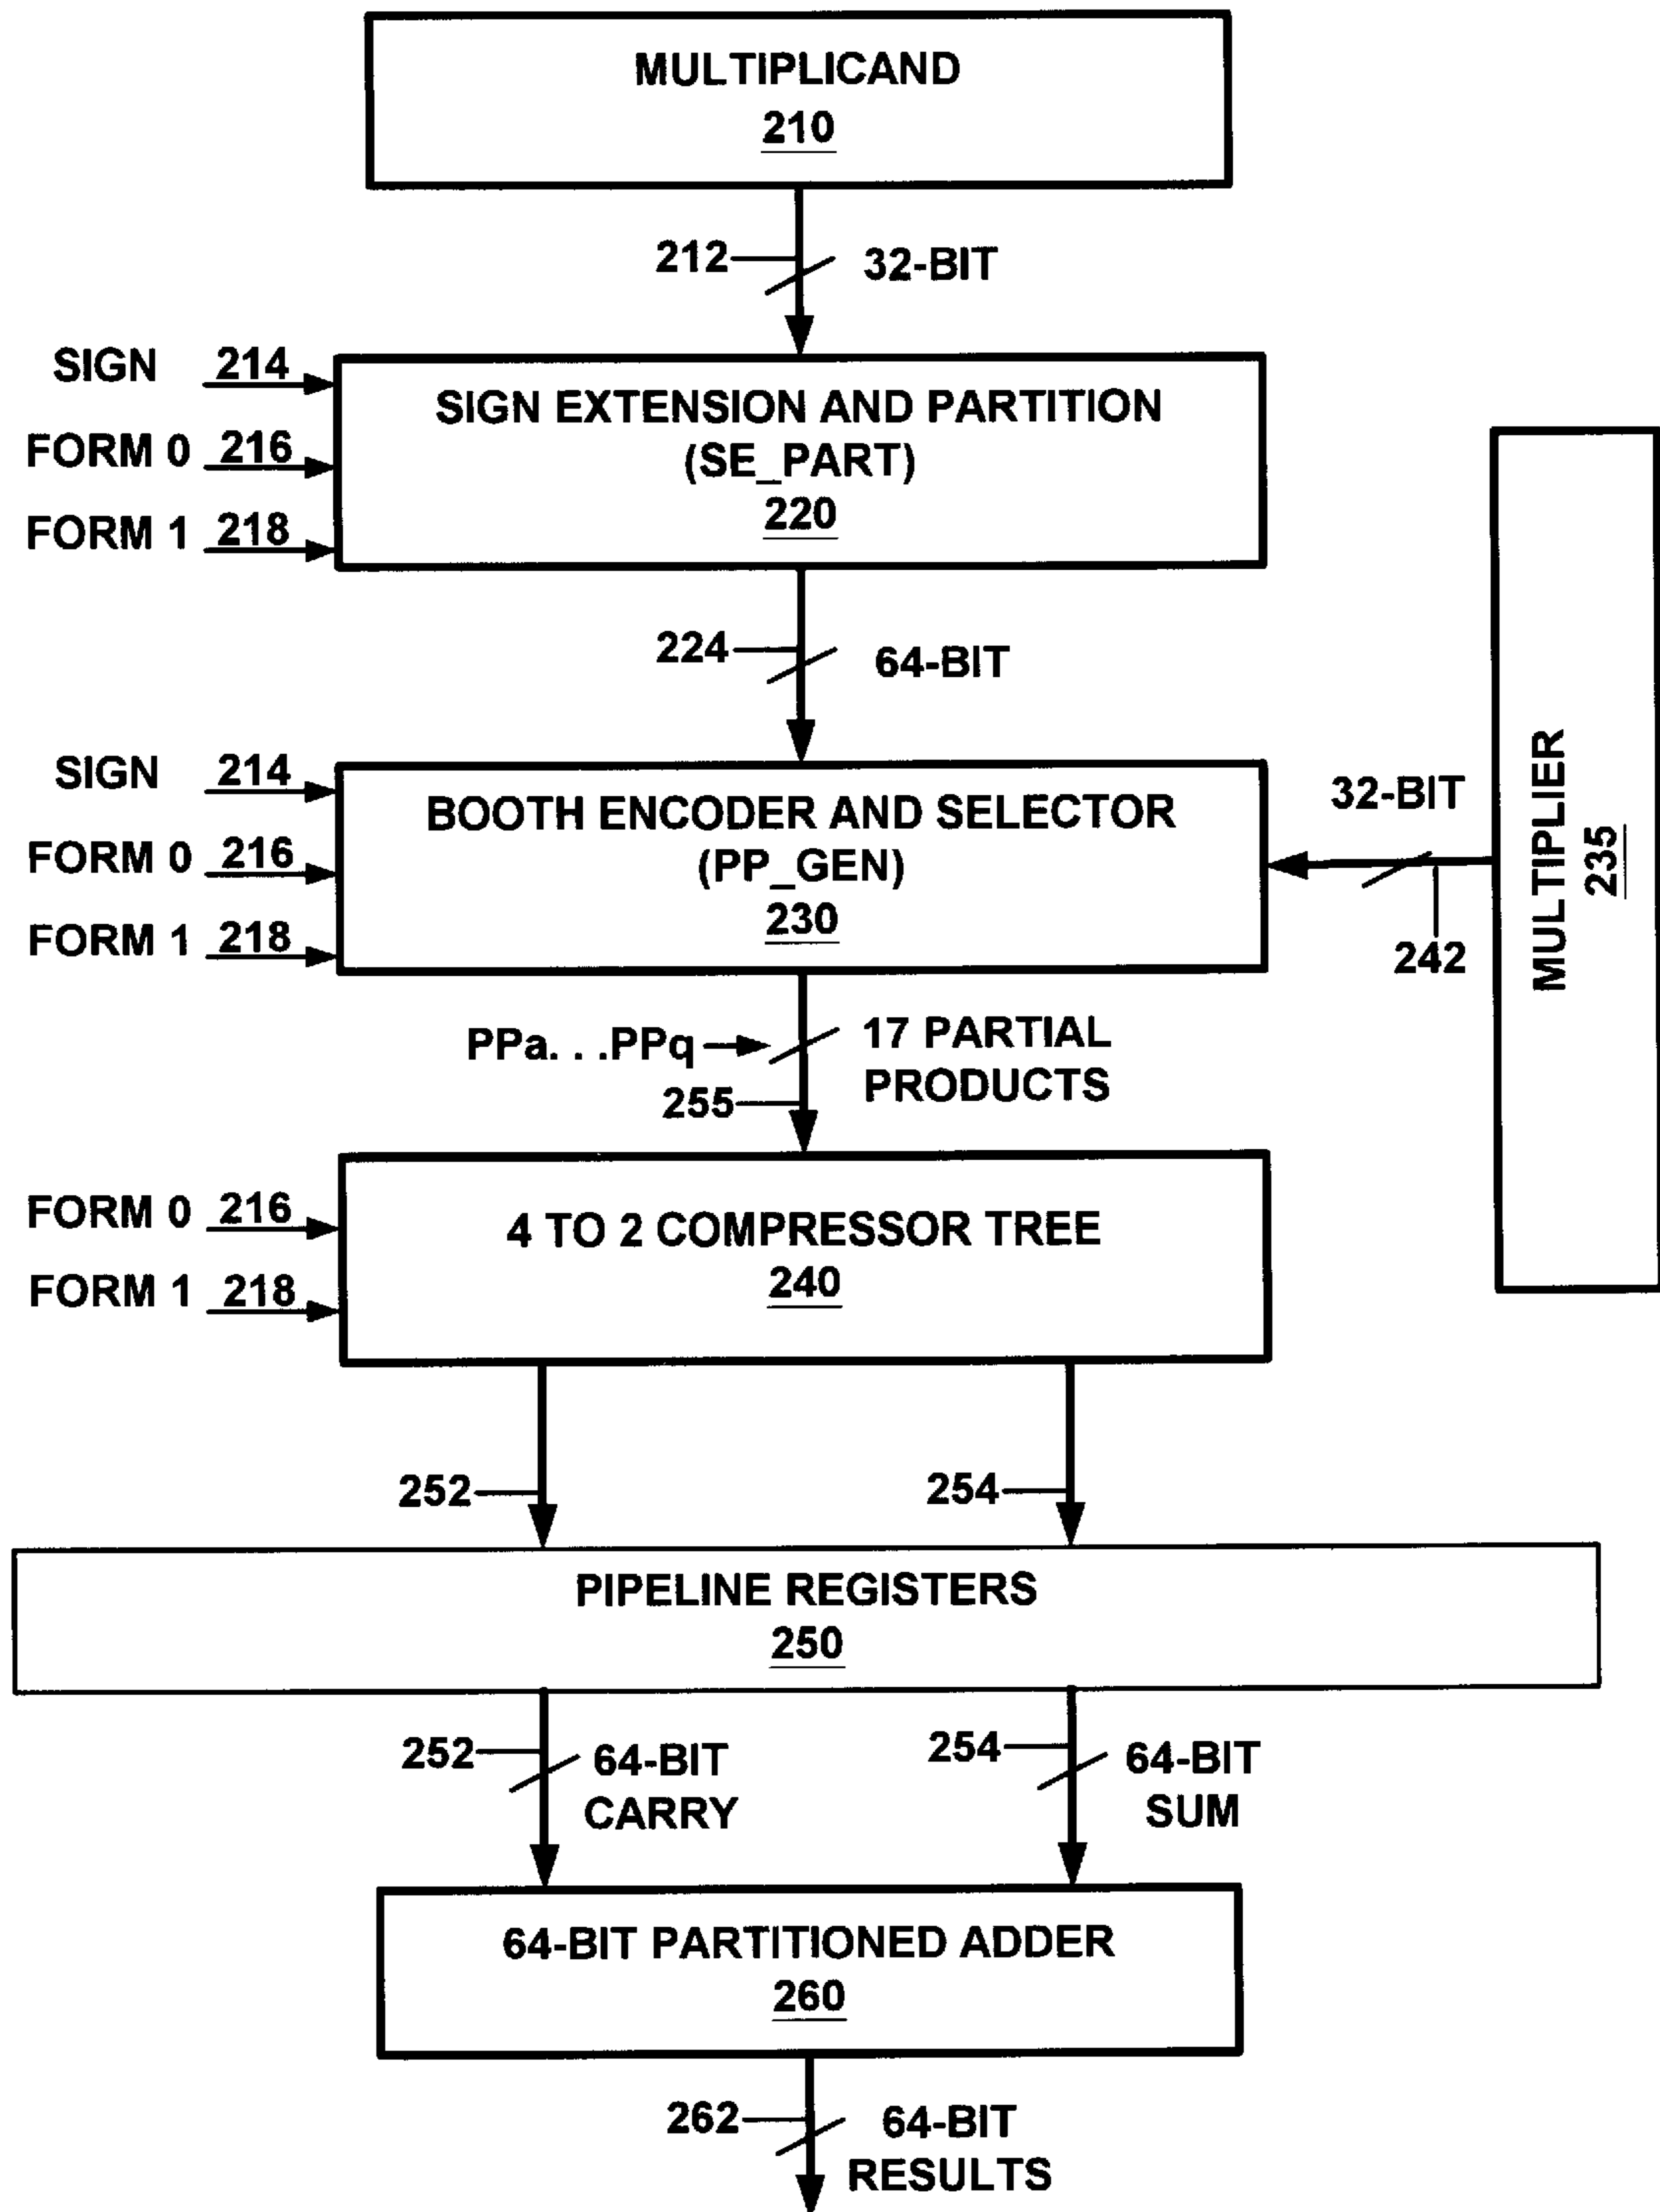 MULTIPLICAND
210
212
32-BIT
SIGN 214
FORM 0 216
FORM 1 218
SIGN EXTENSION AND PARTITION
(SE_PART)
220
224
64-BIT
SIGN 214
FORM 0 216
FORM 1 218
BOOTH ENCODER AND SELECTOR
(PP_GEN)
230
32-BIT
242
MULTIPLIER
235
PPa. . .PPq
255
17 PARTIAL
PRODUCTS
FORM 0 216
FORM 1 218
4 TO 2 COMPRESSOR TREE
240
252
254
PIPELINE REGISTERS
250
252
64-BIT
CARRY
254
64-BIT
SUM
64-BIT PARTITIONED ADDER
260
262
64-BIT
RESULTS